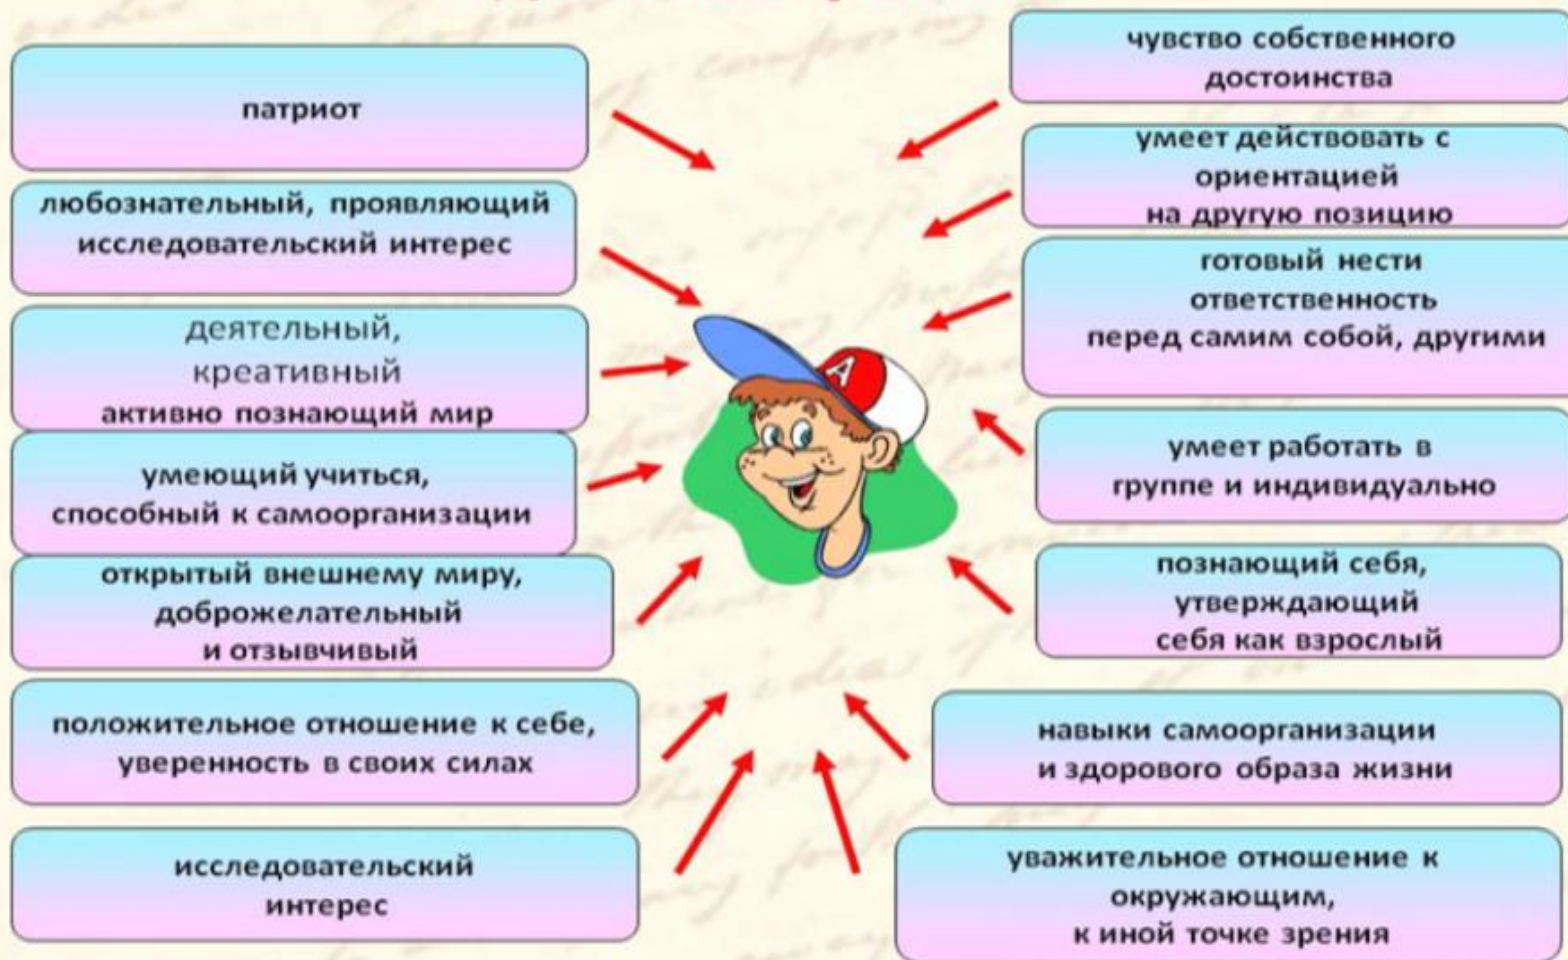 патриот
любознательный, проявляющий
исследовательский интерес
деятельный,
креативный
активно познающий мир
умеющий учиться,
способный к самоорганизации
открытый внешнему миру,
доброжелательный
и отзывчивый
положительное отношение к себе,
уверенность в своих силах
исследовательский
интерес
чувство собственного
достоинства
умеет действовать с
ориентацией
на другую позицию
готовый нести
ответственность
перед самим собой, другими
умеет работать в
группе и индивидуально
познающий себя,
утверждающий
себя как взрослый
навыки самоорганизации
и здорового образа жизни
уважительное отношение к
окружающим,
к иной точке зрения
A